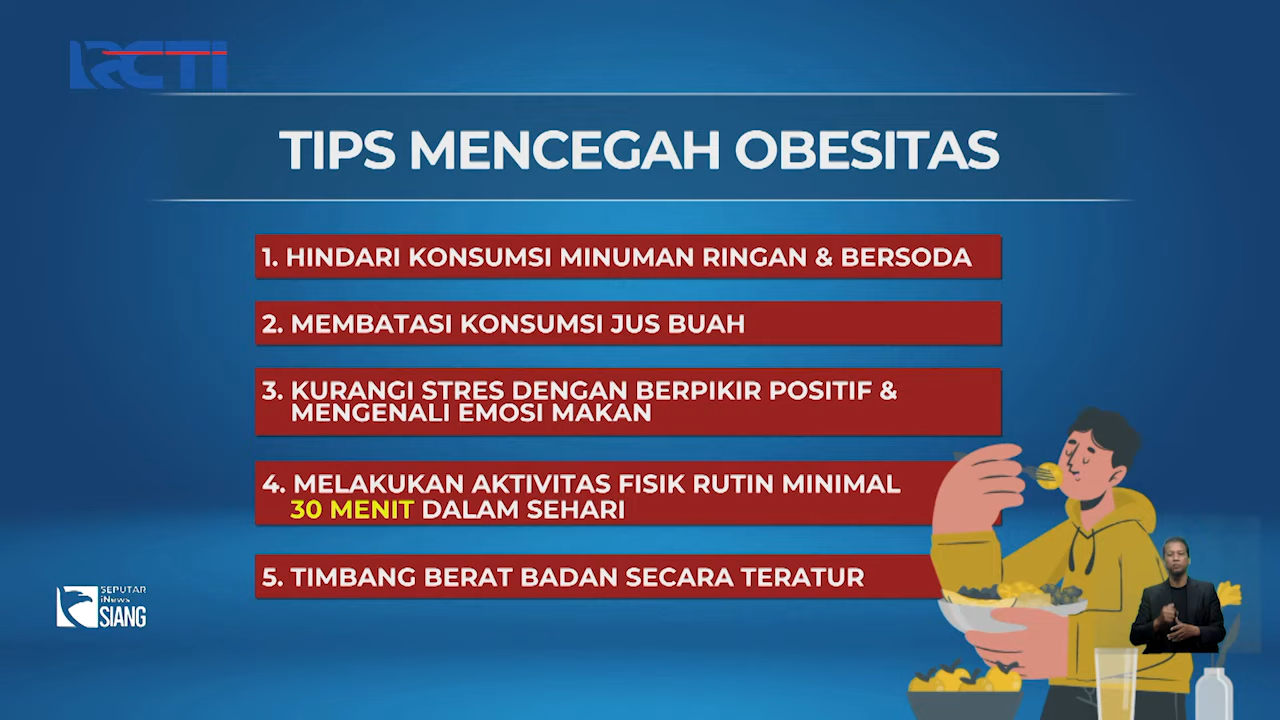 RCTI
TIPS MENCEGAH OBESITAS
1. HINDARI KONSUMSI MINUMAN RINGAN & BERSODA
2. MEMBATASI KONSUMSI JUS BUAH
3. KURANGI STRES DENGAN BERPIKIR POSITIF &
MENGENALI EMOSI MAKAN
4. MELAKUKAN AKTIVITAS FISIK RUTIN MINIMAL
30 MENIT DALAM SEHARI
5. TIMBANG BERAT BADAN SECARA TERATUR
SEPUTAR
iNews
SIANG